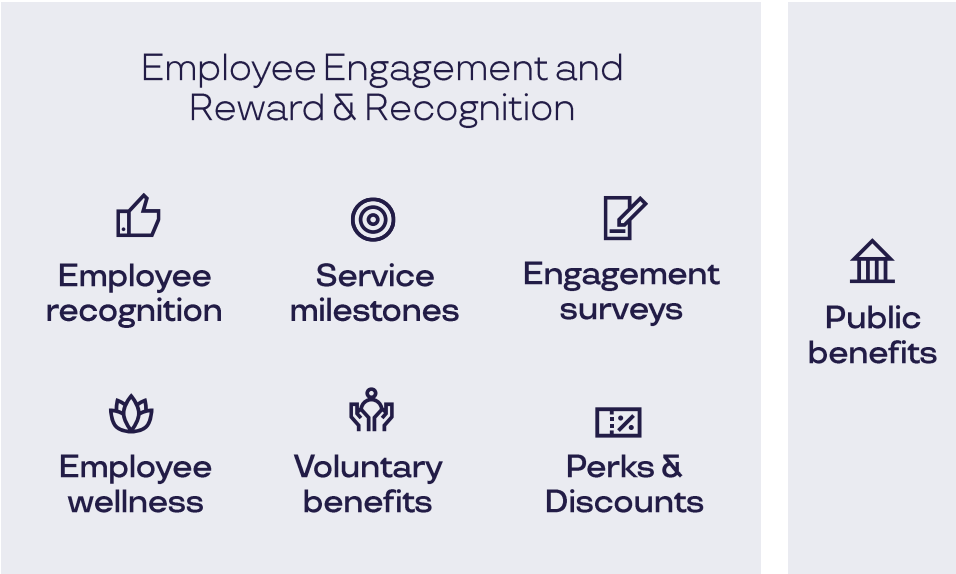 Employee Engagement and
Reward & Recognition
Employee
recognition
Service
milestones
Engagement
surveys
Employee
wellness
Voluntary
benefits
Perks &
Discounts
Public
benefits